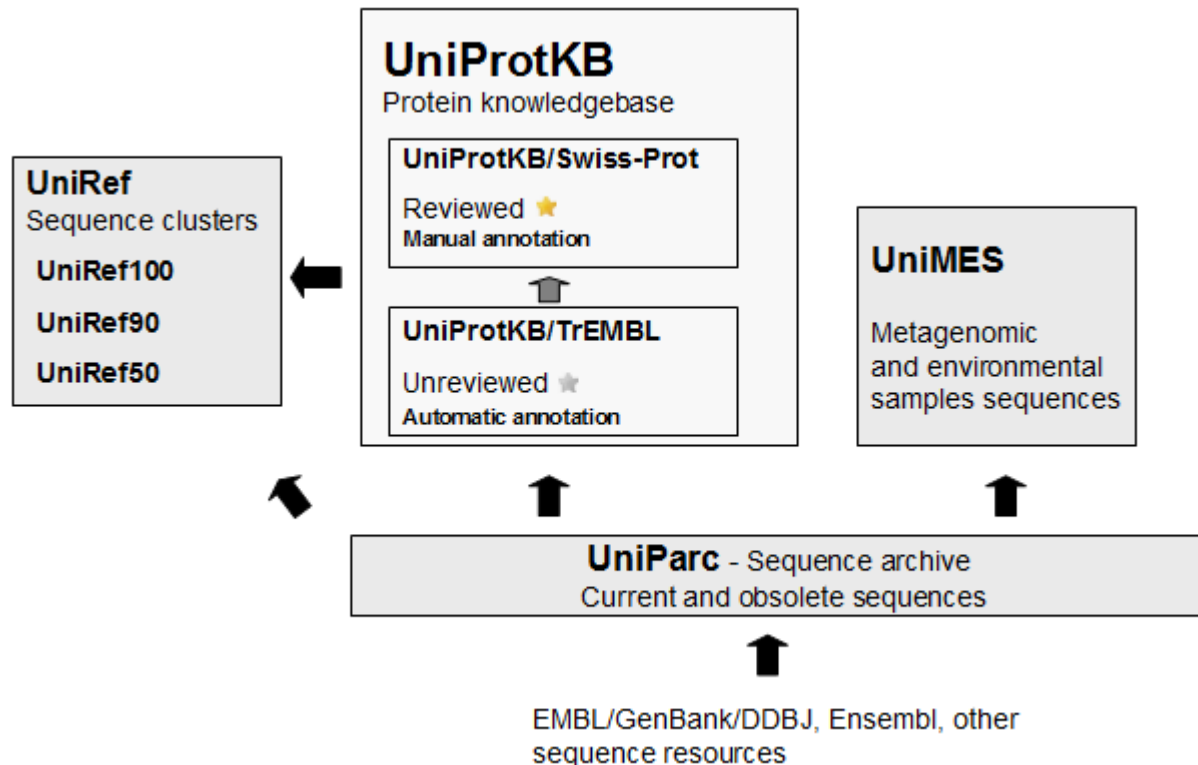 UniProtKB
Protein knowledgebase
UniProtKB/Swiss-Prot
Reviewed
Manual annotation
UniProtKB/TrEMBL
Unreviewed
Automatic annotation
UniRef
Sequence clusters
UniRef100
UniRef90
UniRef50
UniMES
Metagenomic
and environmental
samples sequences
UniParc - Sequence archive
Current and obsolete sequences
EMBL/GenBank/DDBJ, Ensembl, other
sequence resources